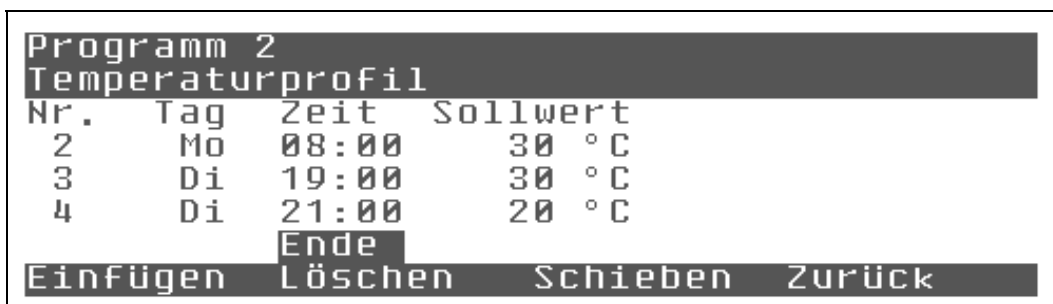 Programm 2
Temperaturprofil
Nr. Tag Zeit Sollwert
2 Mo 08:00 30 °C
3 Di 19:00 30 °C
4 Di 21:00 20 °C
Ende
Einfügen Löschen Schieben Zurück